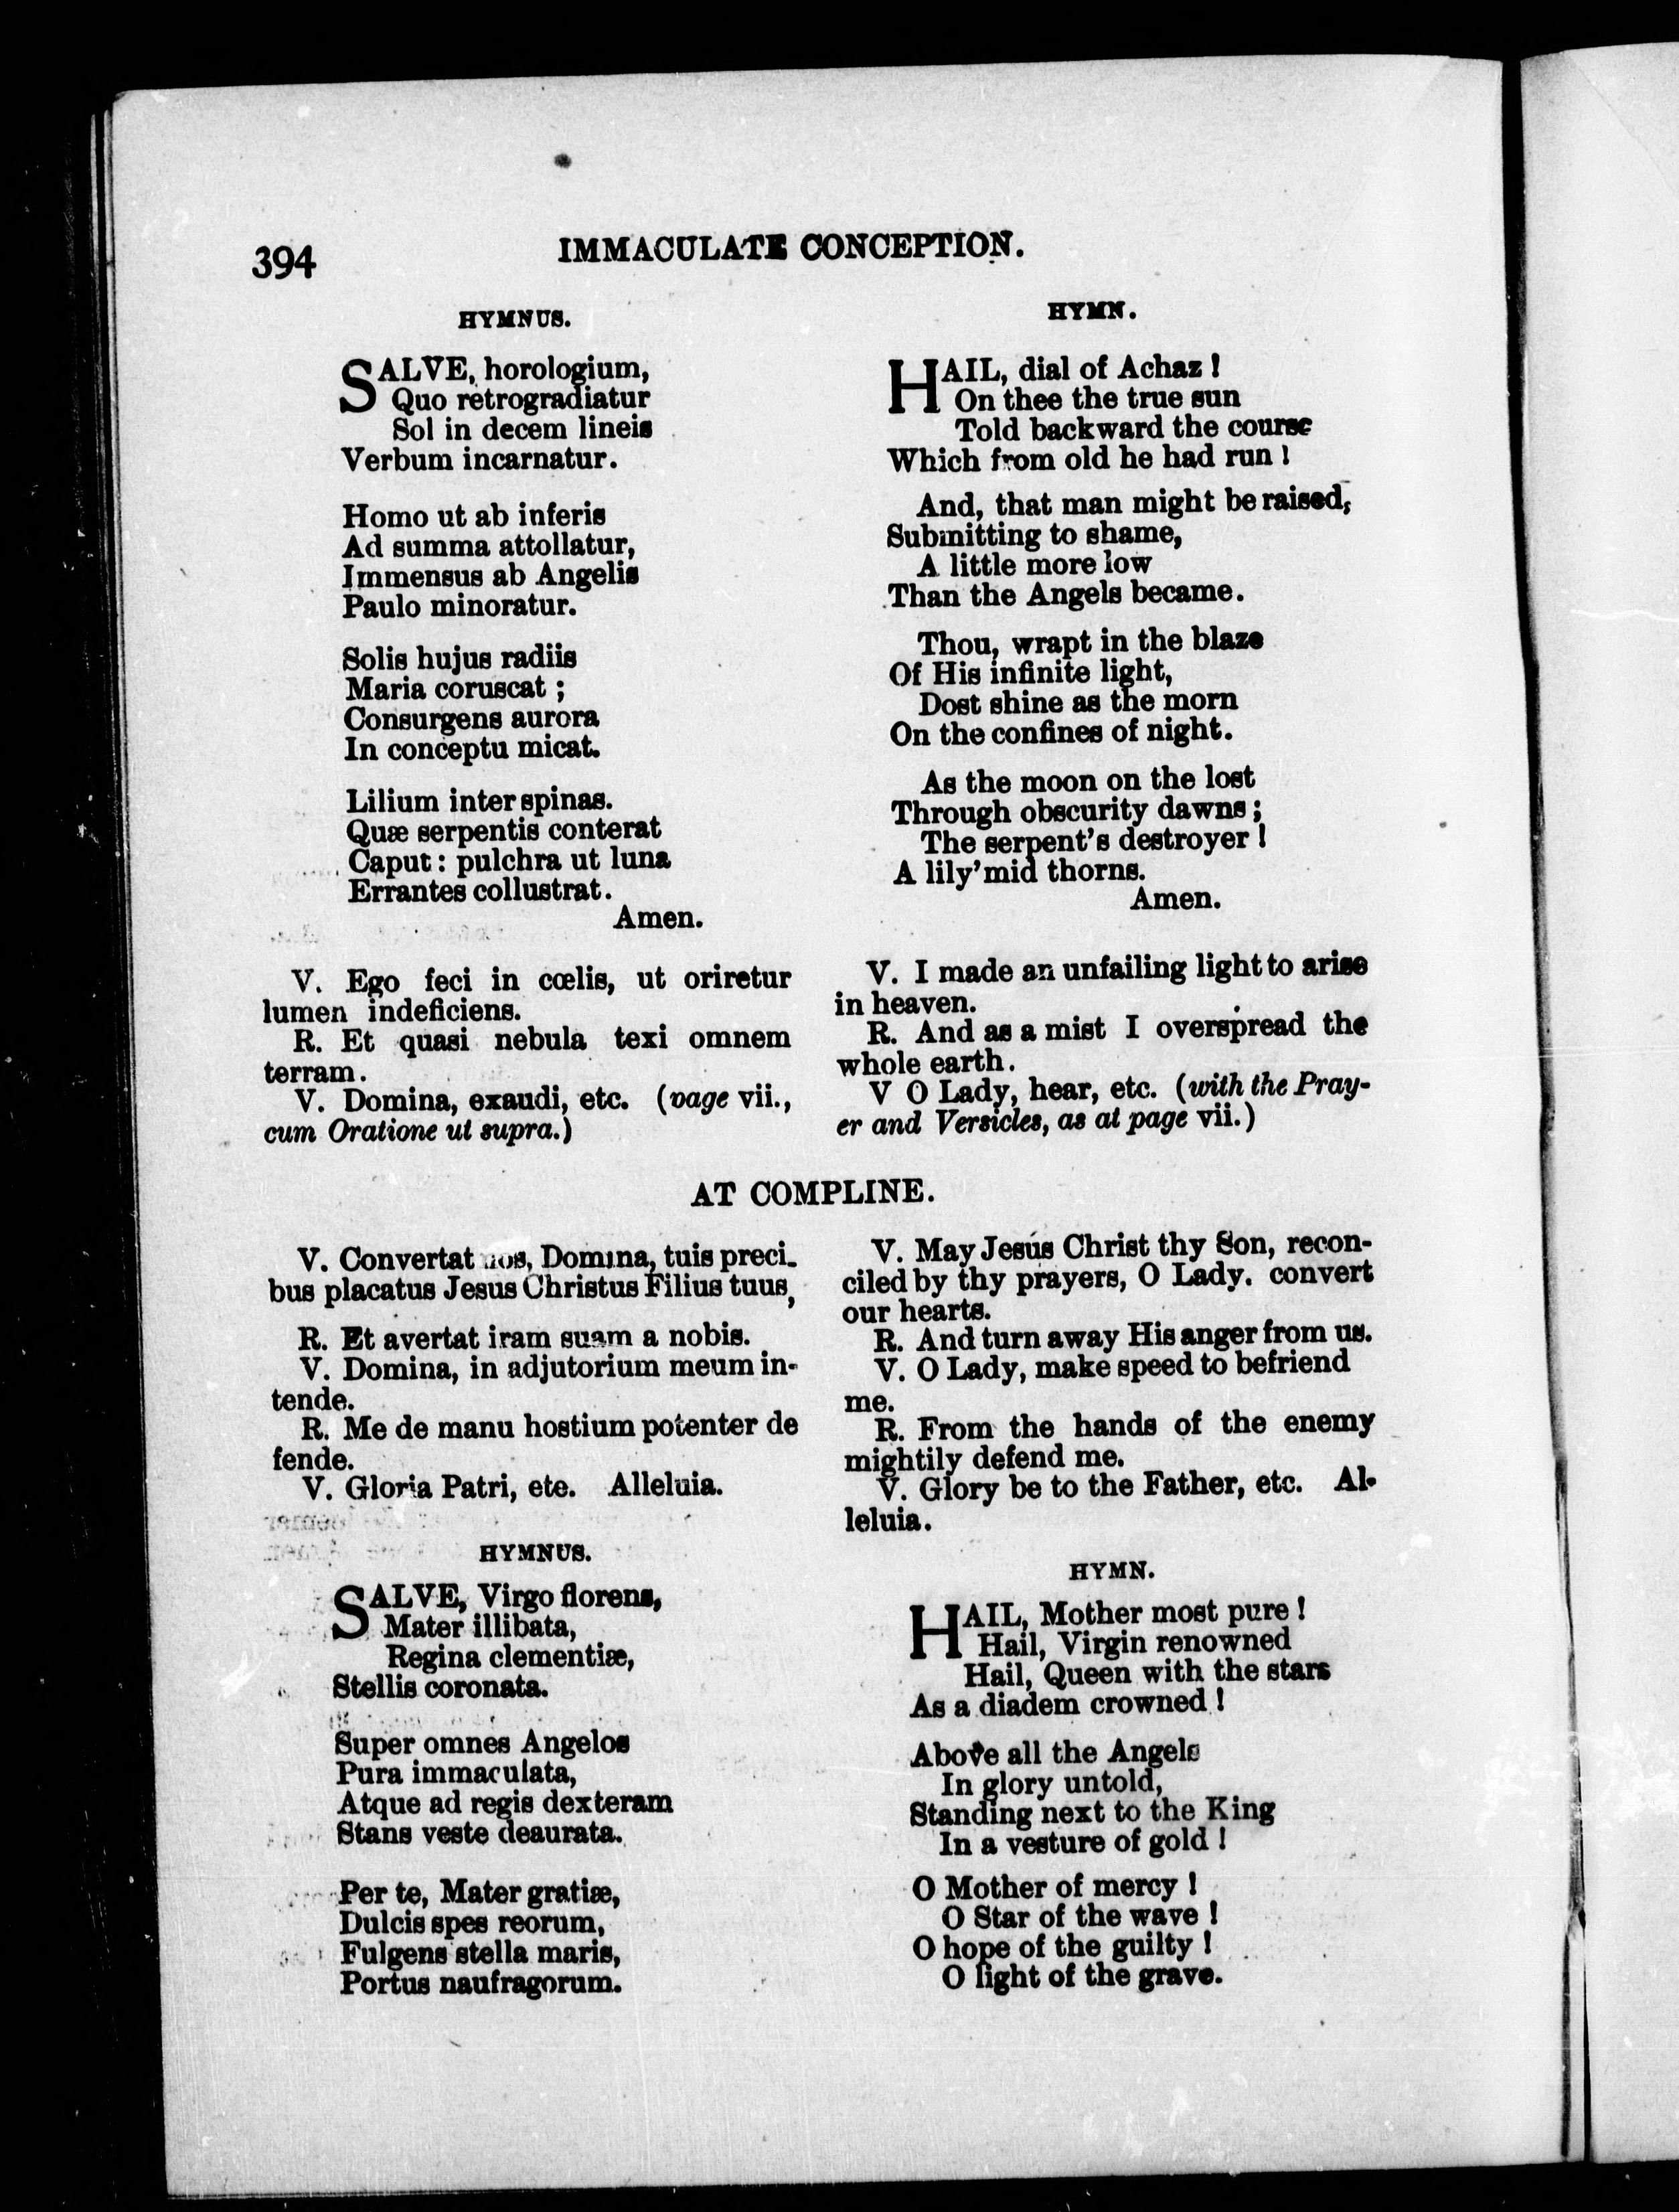 394
IMMACULATE CONCEPTION.
HYMNUS.
SALVE, horologium,
Quo retrogradiatur
Sol in decem lineis
Verbum incarnatur.
Homo ut ab inferis
Ad summa attollatur,
Immensus ab Angelis
Paulo minoratur.
Solis hujus radiis
Maria coruscat ;
Consurgens aurora
In conceptu micat.
Lilium inter spinas.
Quæ serpentis conterat
Caput : pulchra ut luna
Errantes collustrat.
Amen.
V. Ego feci in cœlis, ut oriretur
lumen indeficiens.
R. Et quasi nebula texi omnem
terram.
V. Domina, exaudi, etc. (page vii.,
cum Oratione ut supra.)
HYMN.
HAIL, dial of Achaz !
On thee the true sun
Told backward the course
Which from old he had run !
And, that man might be raised,
Submitting to shame,
A little more low
Than the Angels became.
Thou, wrapt in the blaze
Of His infinite light,
Dost shine as the morn
On the confines of night.
As the moon on the lost
Through obscurity dawns ;
The serpent's destroyer !
A lily'mid thorns.
Amen.
V. I made an unfailing light to arise
in heaven.
R. And as a mist I overspread the
whole earth.
V O Lady, hear, etc. (with the Pray-
er and Versicles, as at page vii.)
AT COMPLINE.
V. Convertat nos, Domina, tuis preci-
bus placatus Jesus Christus Filius tuus,
R. Et avertat iram suam a nobis.
V. Domina, in adjutorium meum in-
tende.
R. Me de manu hostium potenter de
fende.
V. Gloria Patri, ete. Alleluia.
HYMNUS.
SALVE, Virgo florens,
Mater illibata,
Regina clementiæ,
Stellis coronata.
Super omnes Angelos
Pura immaculata,
Atque ad regis dexteram
Stans veste deaurata.
Per te, Mater gratiæ,
Dulcis spes reorum,
Fulgens stella maris,
Portus naufragorum.
V. May Jesus Christ thy Son, recon-
ciled by thy prayers, O Lady. convert
our hearts.
R. And turn away His anger from us.
V. O Lady, make speed to befriend
me.
R. From the hands of the enemy
mightily defend me.
V. Glory be to the Father, etc. Al-
leluia.
HYMN.
HAIL, Mother most pure !
Hail, Virgin renowned
Hail, Queen with the stars
As a diadem crowned !
Above all the Angels
In glory untold,
Standing next to the King
In a vesture of gold !
O Mother of mercy !
O Star of the wave !
O hope of the guilty !
O light of the grave.